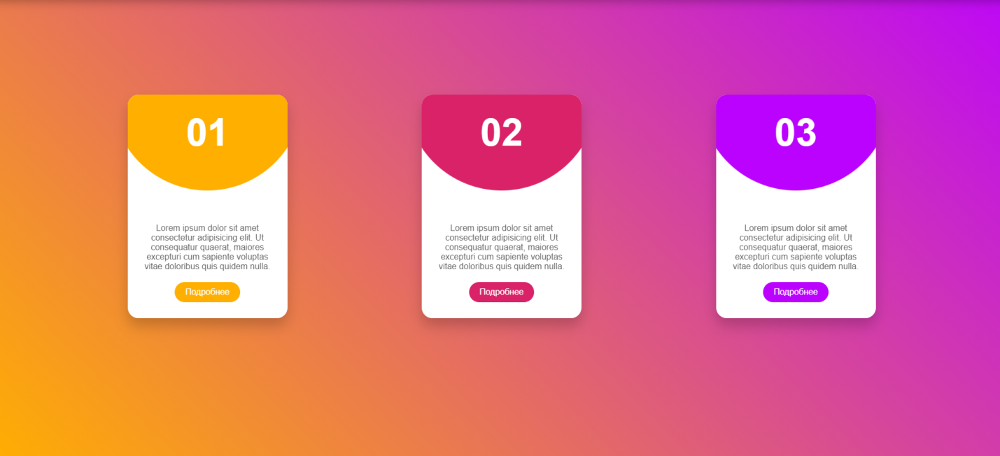 01
Lorem ipsum dolor sit amet
consectetur adipisicing elit. Ut
consequatur quaerat, maiores
excepturi cum sapiente voluptas
vitae doloribus quis quidem nulla.
Подробнее
02
Lorem ipsum dolor sit amet
consectetur adipisicing elit. Ut
consequatur quaerat, maiores
excepturi cum sapiente voluptas
vitae doloribus quis quidem nulla.
Подробнее
03
Lorem ipsum dolor sit amet
consectetur adipisicing elit. Ut
consequatur quaerat, maiores
excepturi cum sapiente voluptas
vitae doloribus quis quidem nulla.
Подробнее